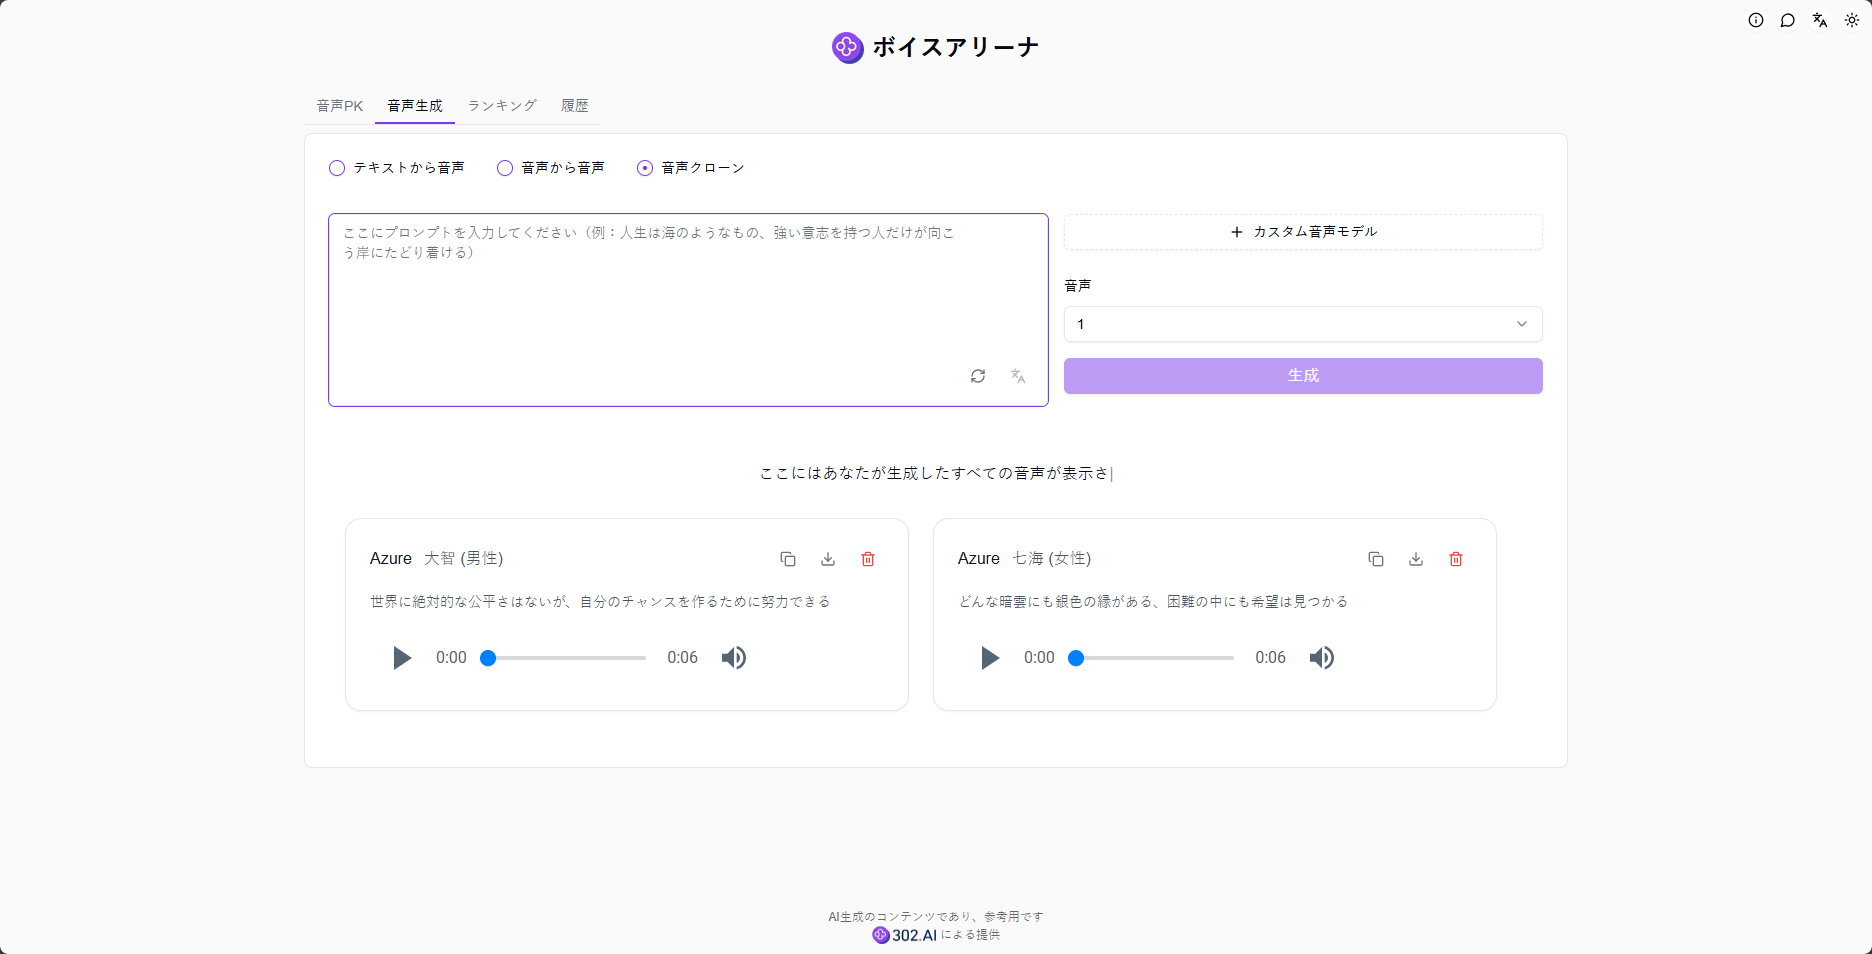 ボイスアリーナ
音声PK 音声生成 ランキング 履歴
テキストから音声 音声から音声 音声クローン
ここにプロンプトを入力してください（例：人生は海のようなもの、強い意志を持つ人だけが向こ
う岸にたどり着ける）
カスタム音声モデル
音声
1
生成
ここにはあなたが生成したすべての音声が表示さ
Azure 大智 (男性)
世界に絶対的な公平さはないが、自分のチャンスを作るために努力できる
0:00 0:06
Azure 七海 (女性)
どんな暗雲にも銀色の縁がある、困難の中にも希望は見つかる
0:00 0:06
AI生成のコンテンツであり、参考用です
302.AI による提供